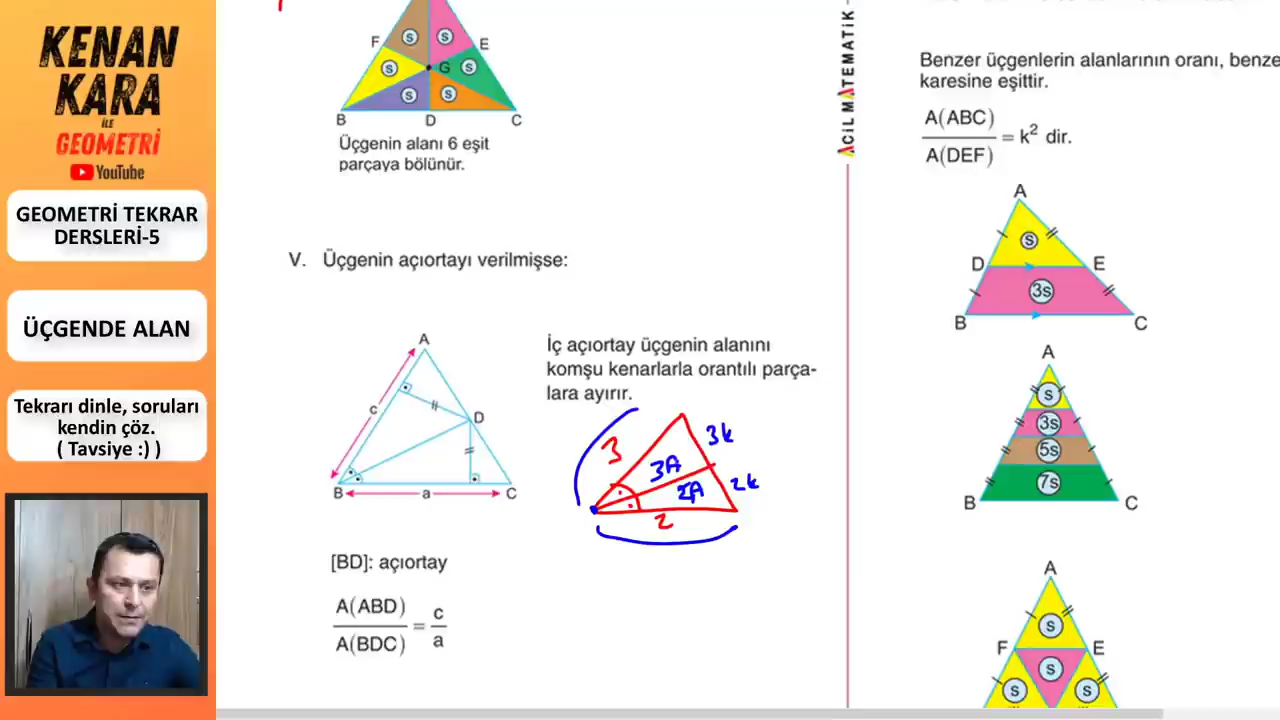 KENAN
KARA
İLE
GEOMETRİ
YouTube
GEOMETRİ TEKRAR
DERSLERİ-5
ÜÇGENDE ALAN
Tekrarı dinle, soruları
kendin çöz.
( Tavsiye :) )
F
S
S
E
S
G
S
S
S
B
D
C
Üçgenin alanı 6 eşit
parçaya bölünür.
V. Üçgenin açıortayı verilmişse:
A
c
D
B
a
C
İç açıortay üçgenin alanını
komşu kenarlarla orantılı parça-
lara ayırır.
3
3k
3A
2A
2k
2
[BD]: açıortay
A(ABD)
A(BDC)
=
c
a
AÇIL MATEMATİK
Benzer üçgenlerin alanlarının oranı, benze
karesine eşittir.
A(ABC)
A(DEF)
= k² dir.
A
S
D
E
3s
B
C
A
S
3s
5s
7s
B
C
A
S
F
E
S
S
S